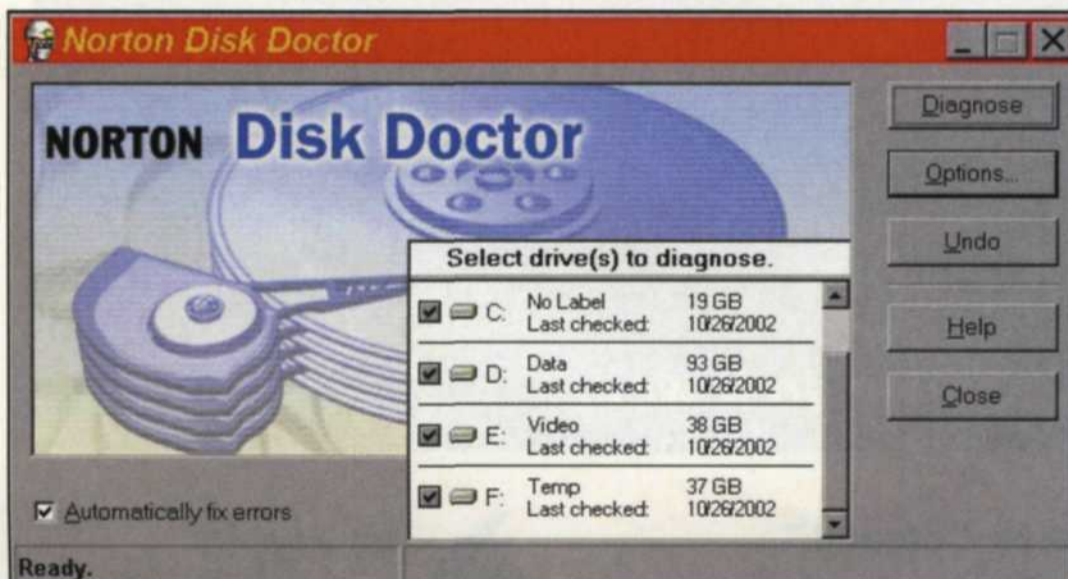 Norton Disk Doctor
NORTON Disk Doctor
Diagnose
Options...
Undo
Help
Close
Select drive(s) to diagnose.
C: No Label 19 GB
Last checked: 10/26/2002
D: Data 93 GB
Last checked: 10/26/2002
E: Video 38 GB
Last checked: 10/26/2002
F: Temp 37 GB
Last checked: 10/26/2002
Automatically fix errors
Ready.